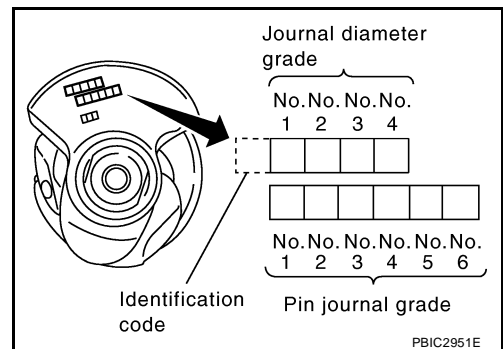 Journal diameter
grade
No.No.No.No.
1 2 3 4
No.No.No.No.No.No.
1 2 3 4 5 6
Identification
code
Pin journal grade
PBIC2951E